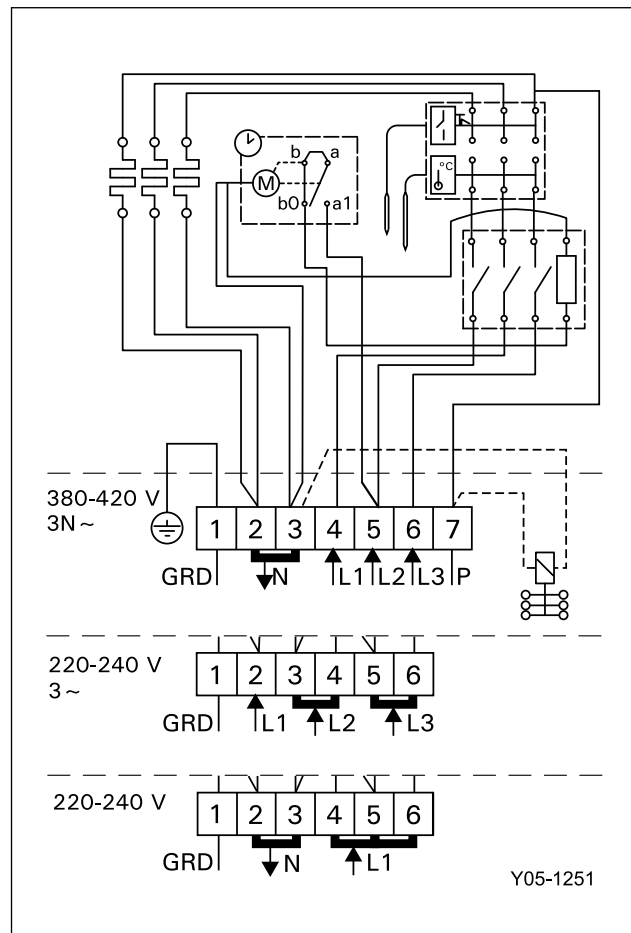 °C
b a
M
b0 a1
380-420 V
3N ~
1 2 3 4 5 6 7
GRD N L1 L2 L3 P
220-240 V
3 ~
1 2 3 4 5 6
GRD L1 L2 L3
220-240 V
1 2 3 4 5 6
GRD N L1
Y05-1251